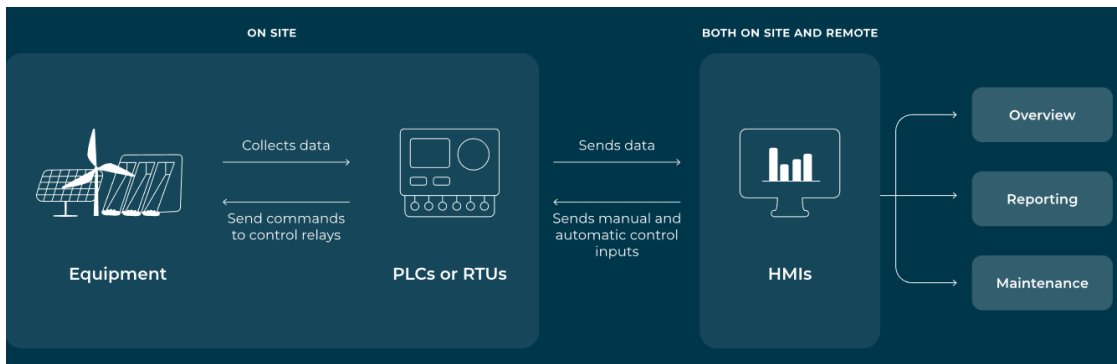 ON SITE
BOTH ON SITE AND REMOTE
Collects data
Send commands
to control relays
Equipment
PLCs or RTUs
Sends data
Sends manual and
automatic control
inputs
HMIs
Overview
Reporting
Maintenance